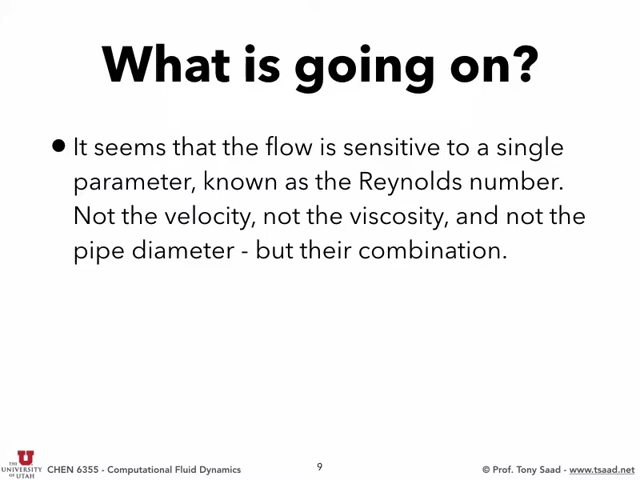 What is going on?
● It seems that the flow is sensitive to a single
parameter, known as the Reynolds number.
Not the velocity, not the viscosity, and not the
pipe diameter - but their combination.
U
THE
UNIVERSITY
OF UTAH
CHEN 6355 - Computational Fluid Dynamics
9
© Prof. Tony Saad - www.tsaad.net